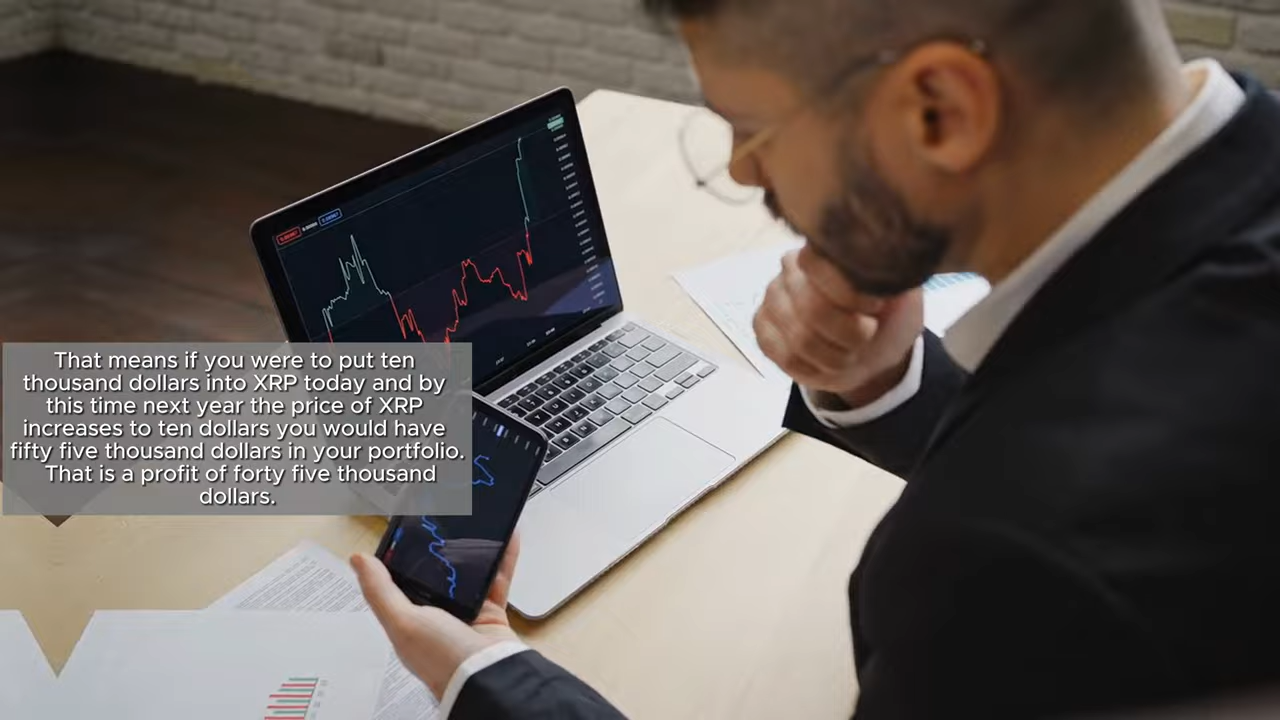 That means if you were to put ten
thousand dollars into XRP today and by
this time next year the price of XRP
increases to ten dollars you would have
fifty five thousand dollars in your portfolio.
That is a profit of forty five thousand
dollars.